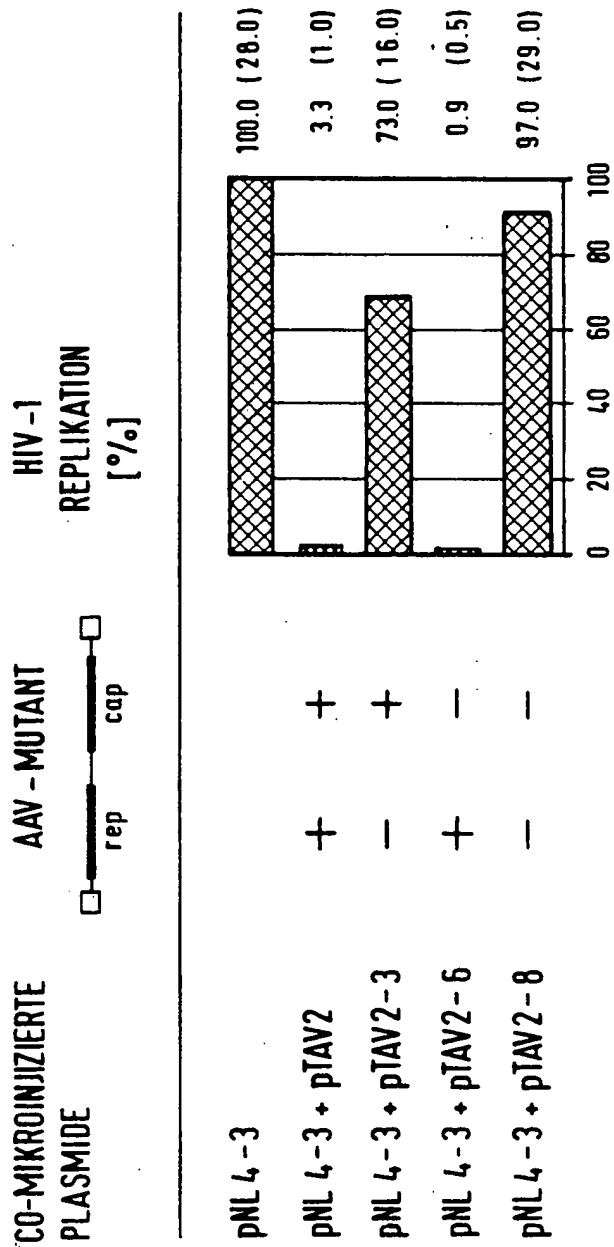 CO-MIKROINJIZIERTE AAV-MUTANT HIV-1
PLASMIDE REPLIKATION
rep cap [%]
pNL 4-3 100.0 (28.0)
pNL 4-3 + pTAV2 + + 3.3 (1.0)
pNL 4-3 + pTAV2-3 - + 73.0 (16.0)
pNL 4-3 + pTAV2-6 + - 0.9 (0.5)
pNL 4-3 + pTAV2-8 - - 97.0 (29.0)
0 20 40 60 80 100